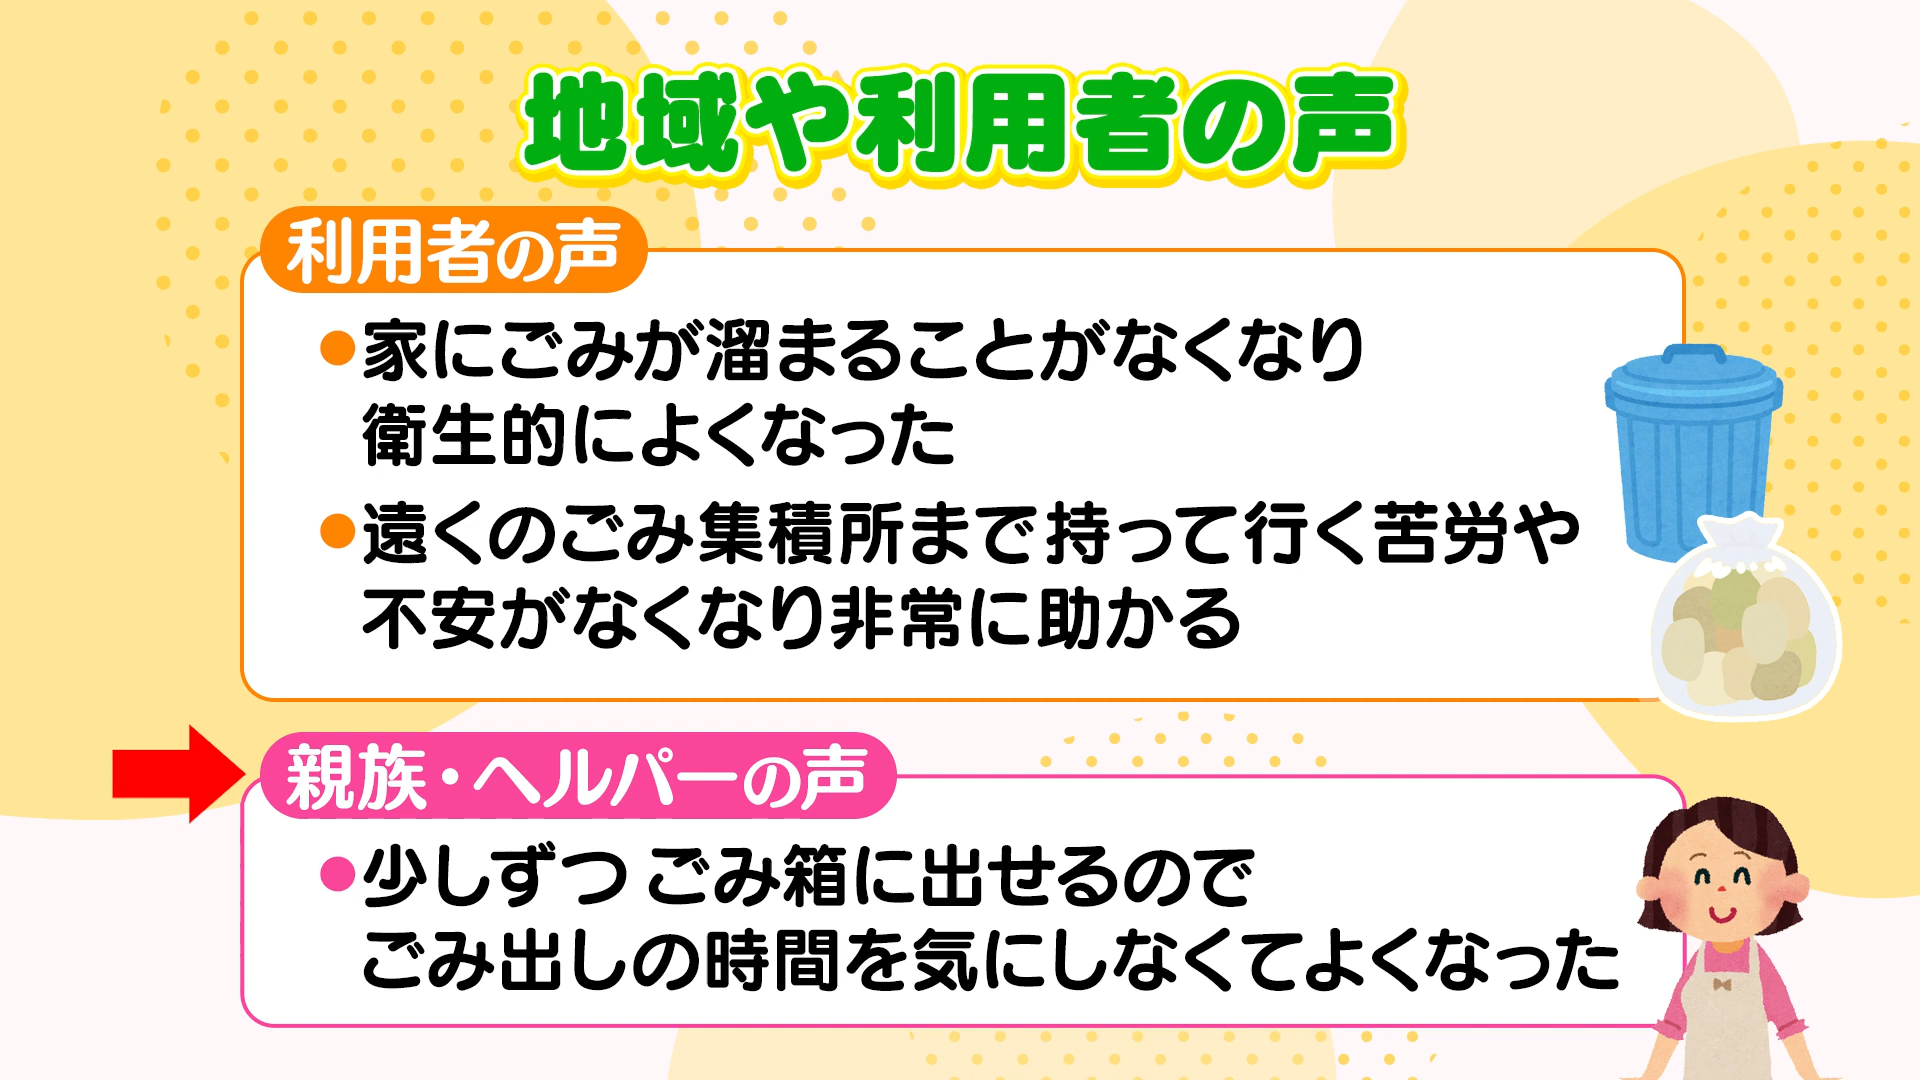 地域や利用者の声
利用者の声
●家にごみが溜まることがなくなり
衛生的によくなった
●遠くのごみ集積所まで持って行く苦労や
不安がなくなり非常に助かる
親族・ヘルパーの声
●少しずつ ごみ箱に出せるので
ごみ出しの時間を気にしなくてよくなった